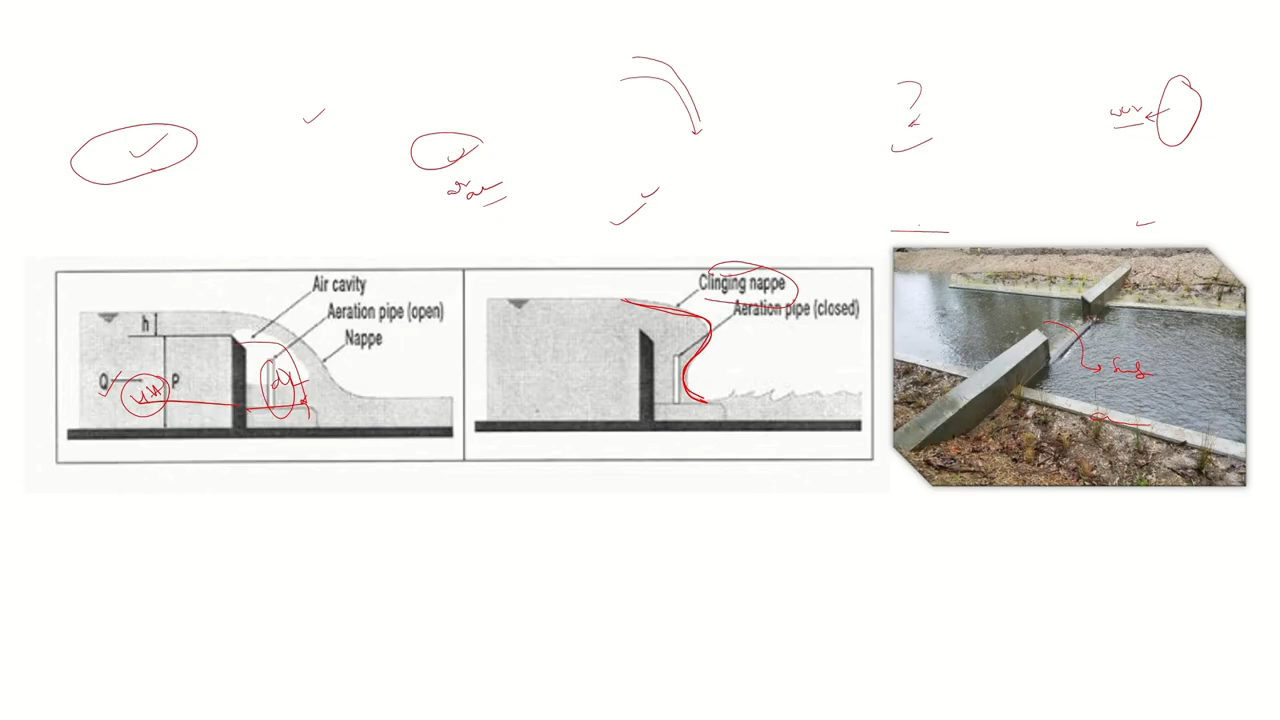 Air cavity
Aeration pipe (open)
Nappe
h
Q
P
Clinging nappe
Aeration pipe (closed)